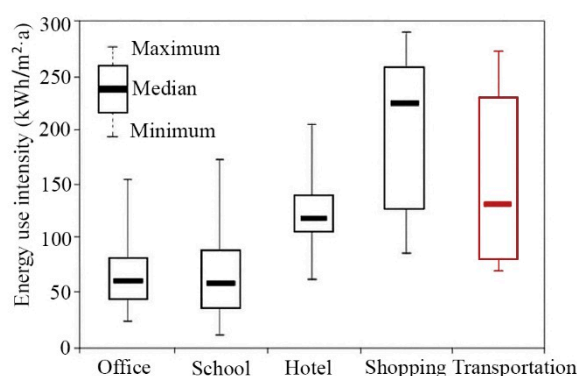 Energy use intensity (kWh/m²·a)
300
250
200
150
100
50
0
Maximum
Median
Minimum
Office
School
Hotel
Shopping
Transportation